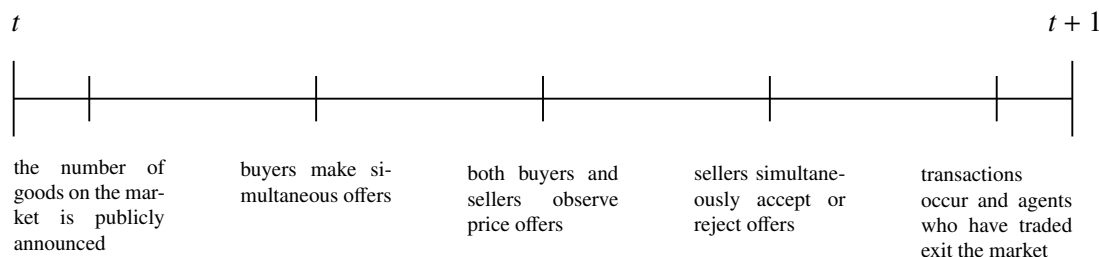 t
t + 1
the number of
goods on the mar-
ket is publicly
announced
buyers make si-
multaneous offers
both buyers and
sellers observe
price offers
sellers simultane-
ously accept or
reject offers
transactions
occur and agents
who have traded
exit the market